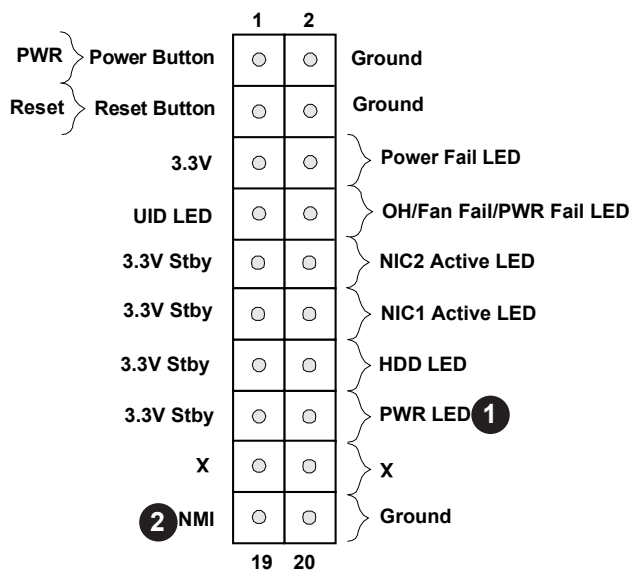 1 2
PWR Power Button Ground
Reset Reset Button Ground
3.3V Power Fail LED
UID LED OH/Fan Fail/PWR Fail LED
3.3V Stby NIC2 Active LED
3.3V Stby NIC1 Active LED
3.3V Stby HDD LED
3.3V Stby PWR LED 1
X X
2 NMI Ground
19 20